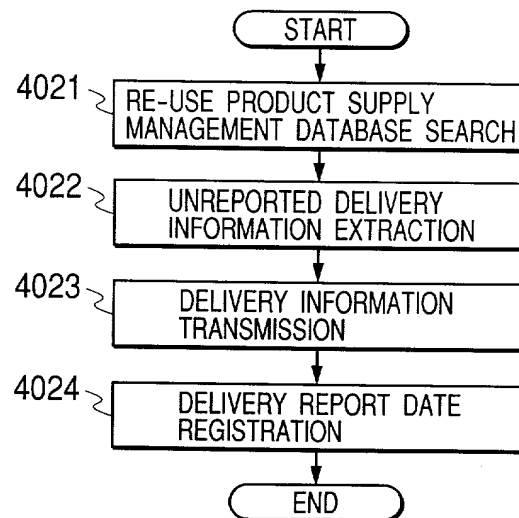 START
4021
RE-USE PRODUCT SUPPLY
MANAGEMENT DATABASE SEARCH
4022
UNREPORTED DELIVERY
INFORMATION EXTRACTION
4023
DELIVERY INFORMATION
TRANSMISSION
4024
DELIVERY REPORT DATE
REGISTRATION
END